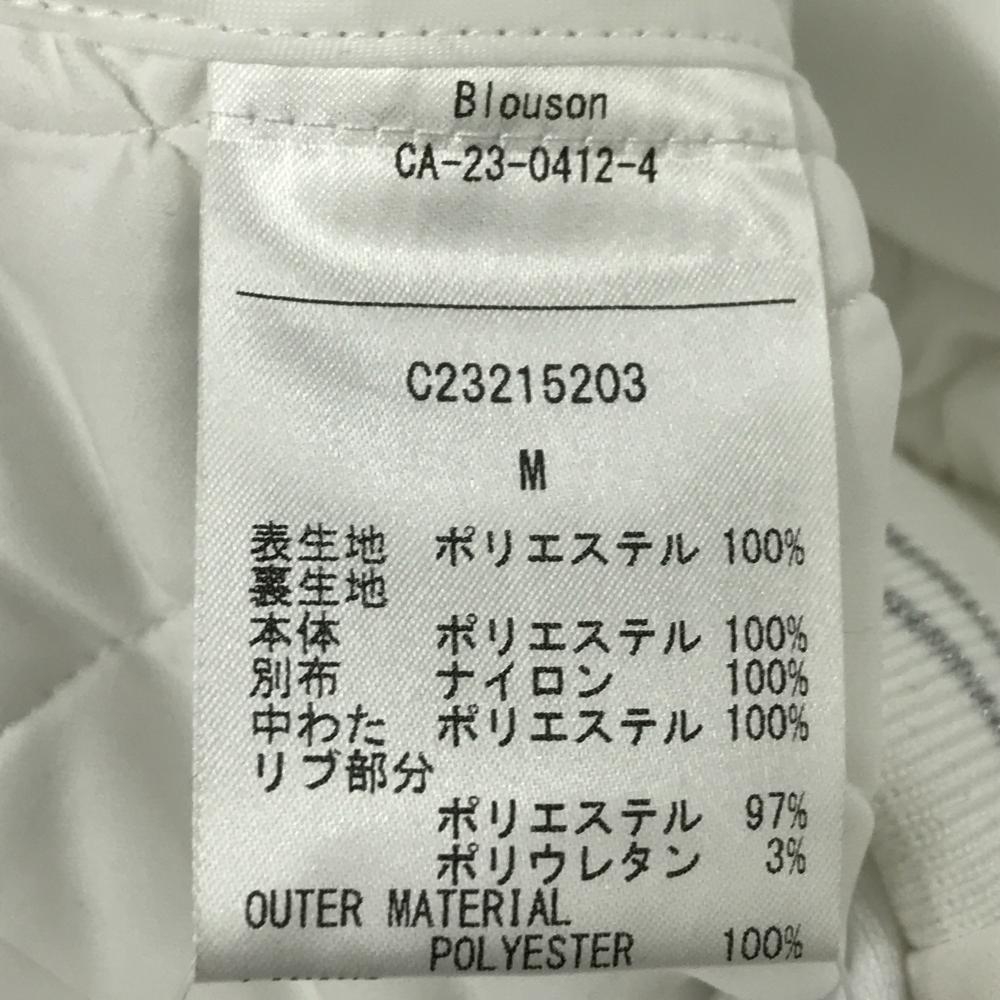 Blouson
CA-23-0412-4
C23215203
M
表生地 ポリエステル 100%
裏生地
本体 ポリエステル 100%
別布 ナイロン 100%
中わた ポリエステル 100%
リブ部分
ポリエステル 97%
ポリウレタン 3%
OUTER MATERIAL
POLYESTER 100%